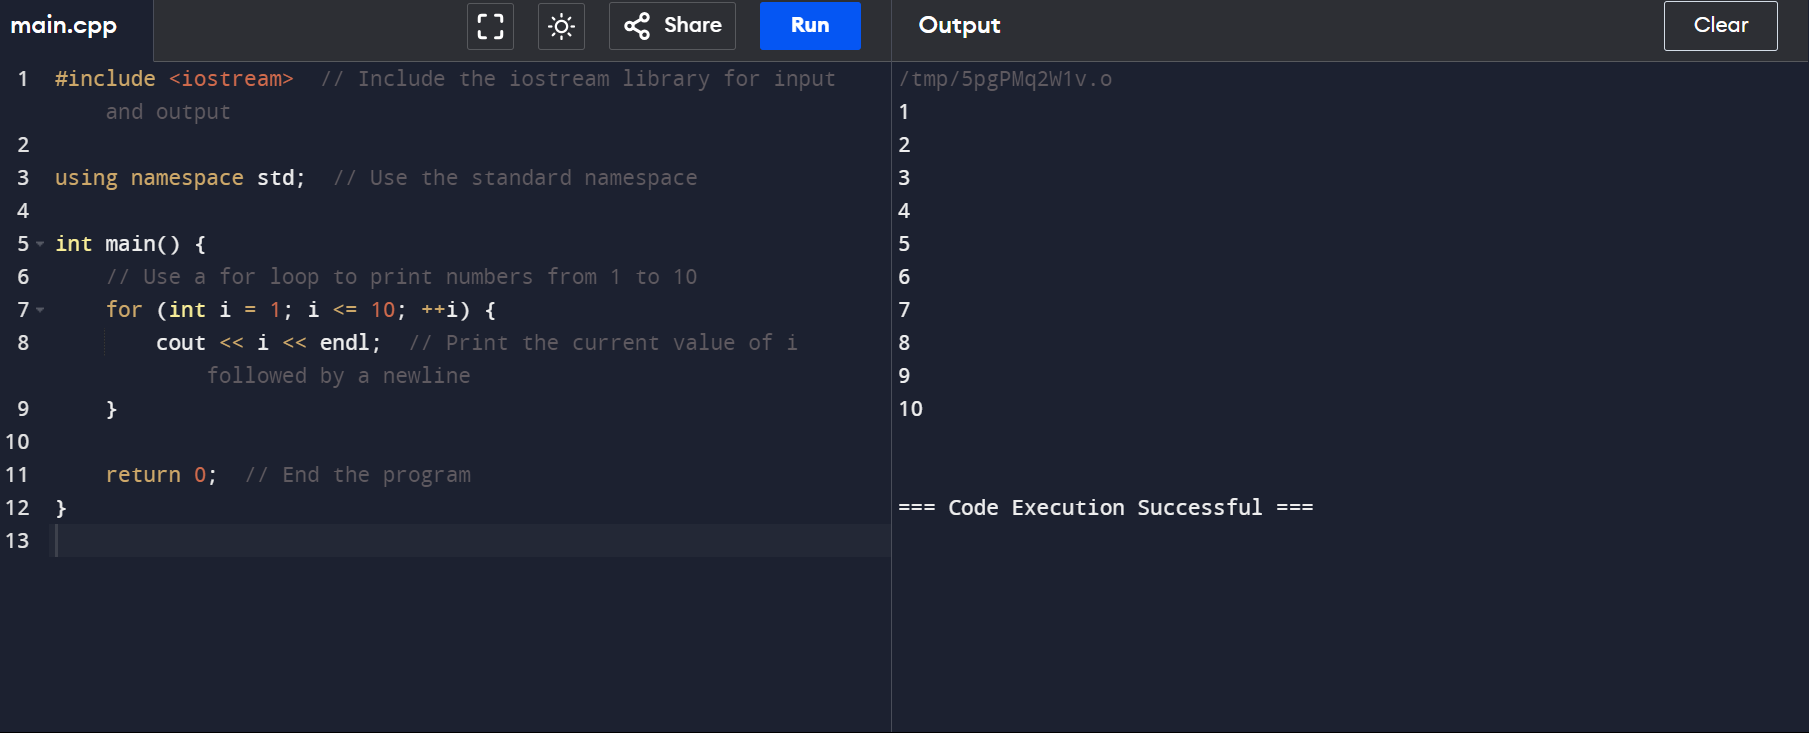 main.cpp
Share
Run
Output
Clear
1 #include <iostream>  // Include the iostream library for input
and output
2
3 using namespace std;  // Use the standard namespace
4
5 int main() {
6     // Use a for loop to print numbers from 1 to 10
7     for (int i = 1; i <= 10; ++i) {
8         cout << i << endl;  // Print the current value of i
followed by a newline
9     }
10
11     return 0;  // End the program
12 }
13
/tmp/5pgPMq2W1v.o
1
2
3
4
5
6
7
8
9
10
=== Code Execution Successful ===